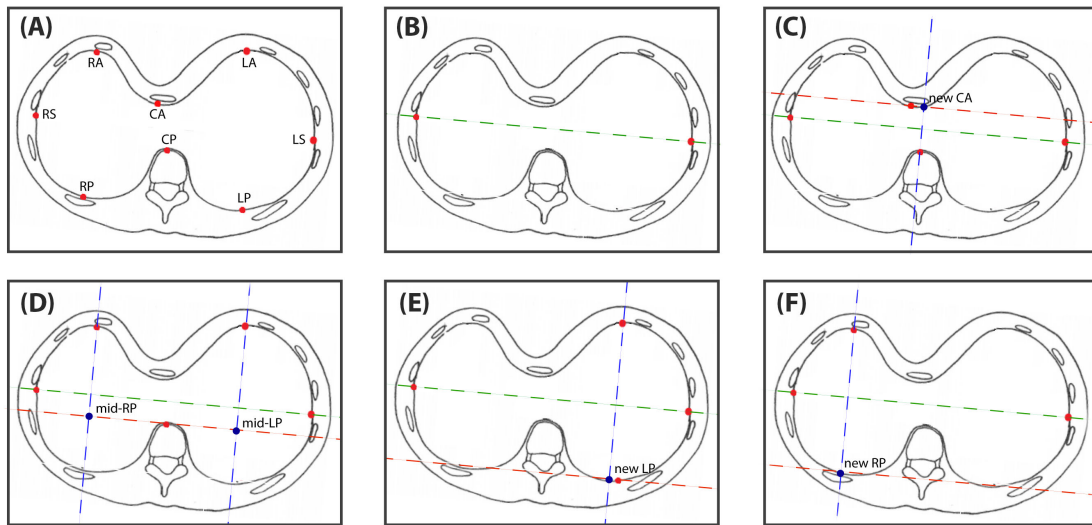 (A)
RA
LA
CA
RS
CP
LS
RP
LP
(B)
(C)
new CA
(D)
mid-RP
mid-LP
(E)
new LP
(F)
new RP